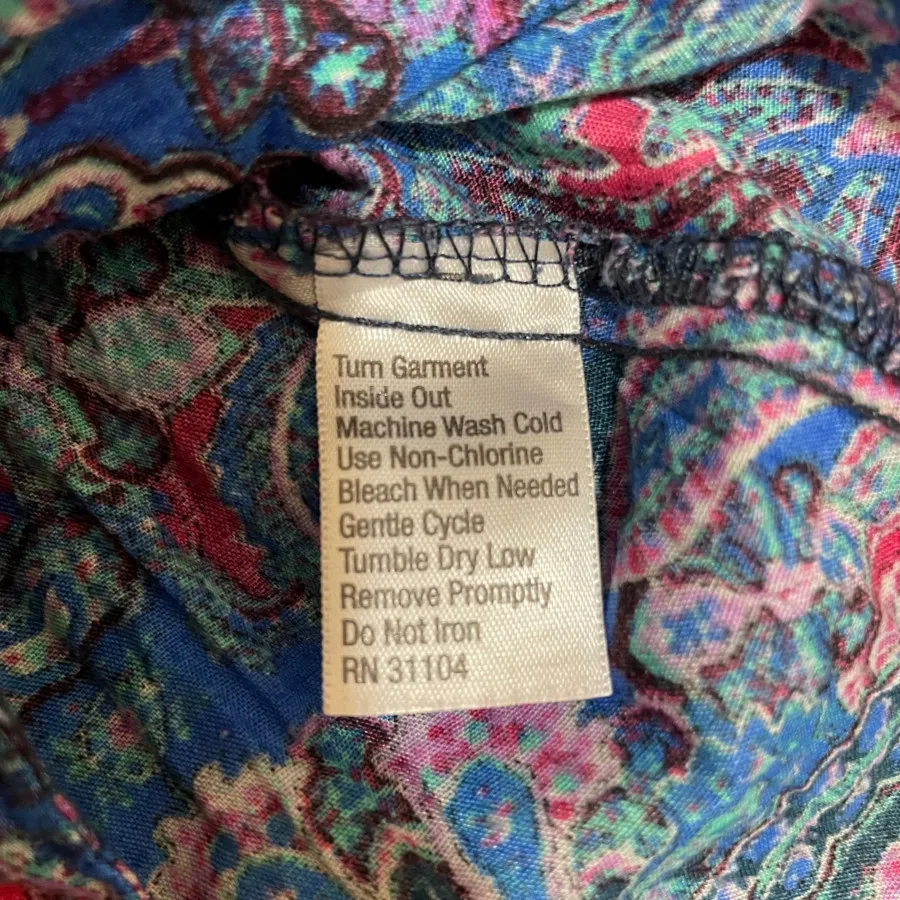 Turn Garment
Inside Out
Machine Wash Cold
Use Non-Chlorine
Bleach When Needed
Gentle Cycle
Tumble Dry Low
Remove Promptly
Do Not Iron
RN 31104